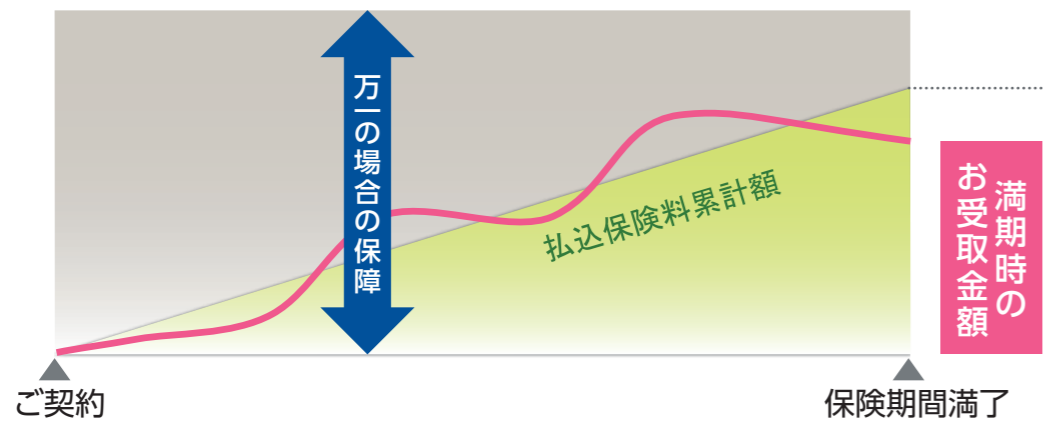 万一の場合の保障
払込保険料累計額
満期時の
お受取金額
ご契約
保険期間満了